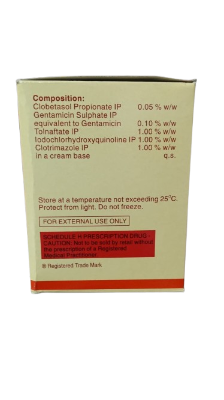 Composition:
Clobetasol Propionate IP 0.05 % w/w
Gentamicin Sulphate IP
equivalent to Gentamicin 0.10 % w/w
Tolnaftate IP 1.00 % w/w
Iodochlorhydroxyquinoline IP 1.00 % w/w
Clotrimazole IP 1.00 % w/w
in a cream base q.s.
Store at a temperature not exceeding 25°C.
Protect from light. Do not freeze.
FOR EXTERNAL USE ONLY
SCHEDULE H PRESCRIPTION DRUG -
CAUTION: Not to be sold by retail without
the prescription of a Registered
Medical Practitioner.
® Registered Trade Mark.